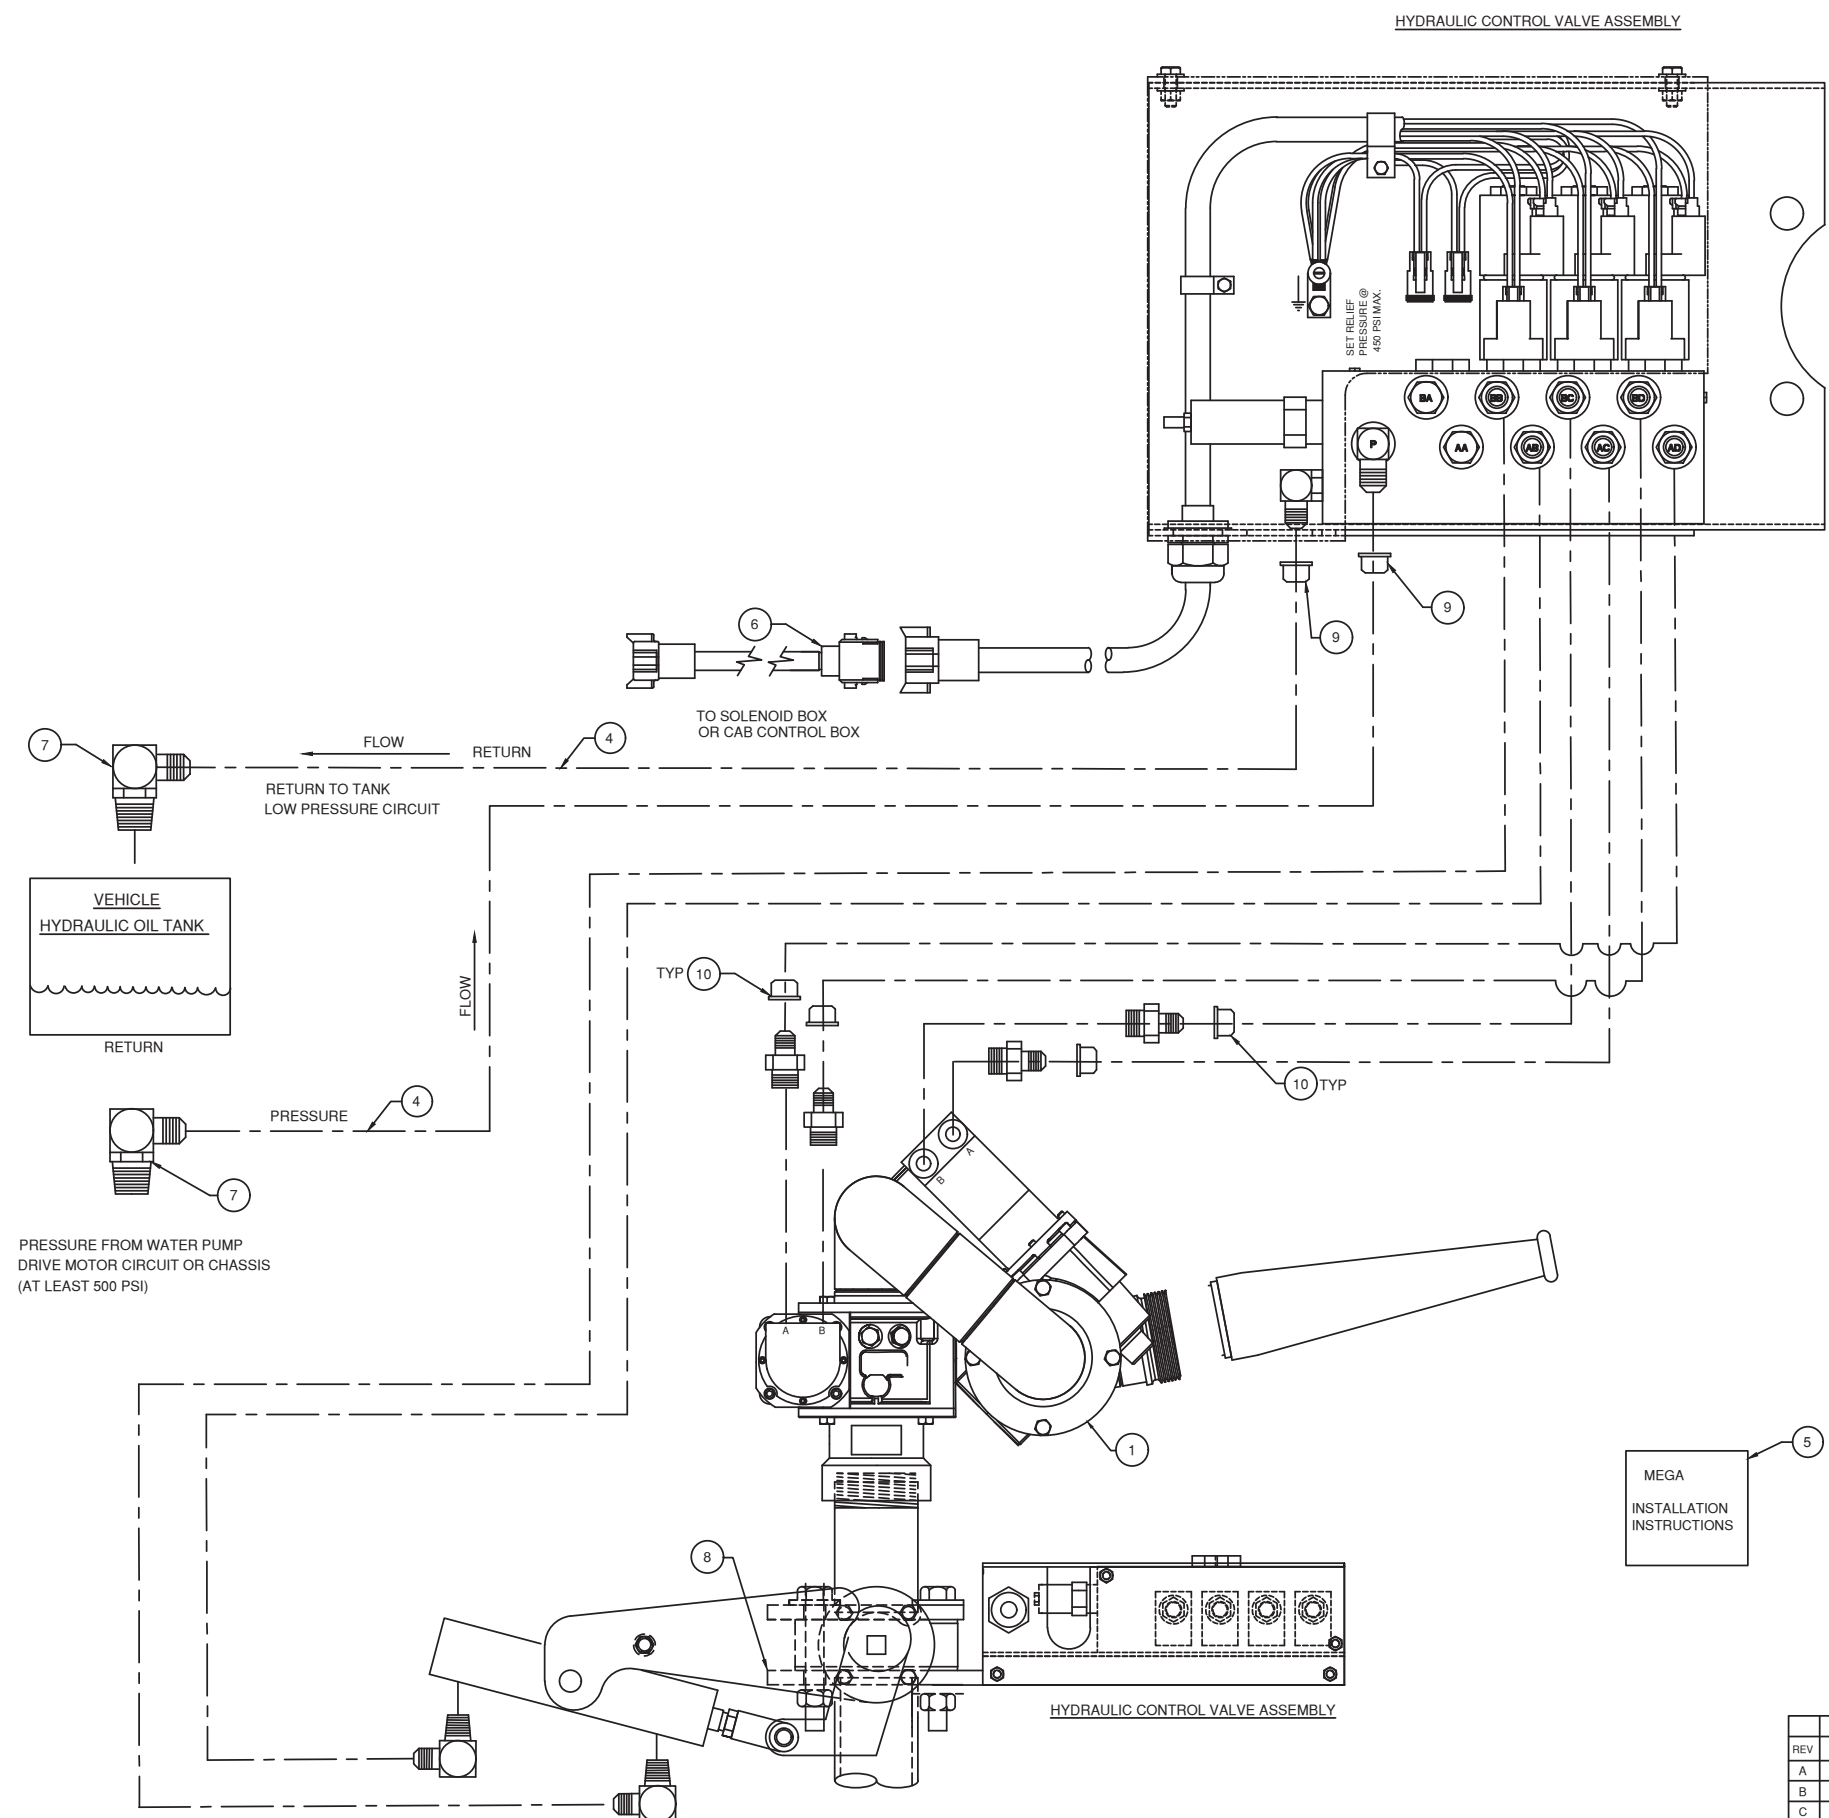 HYDRAULIC CONTROL VALVE ASSEMBLY
SET RELIEF
PRESSURE @
450 PSI MAX.
BA
BB
BC
BD
P
AA
AB
AC
AD
9
9
6
TO SOLENOID BOX
OR CAB CONTROL BOX
7
FLOW
RETURN
4
RETURN TO TANK
LOW PRESSURE CIRCUIT
VEHICLE
HYDRAULIC OIL TANK
RETURN
FLOW
TYP 10
10 TYP
PRESSURE
4
7
PRESSURE FROM WATER PUMP
DRIVE MOTOR CIRCUIT OR CHASSIS
(AT LEAST 500 PSI)
A
B
A B
1
5
MEGA
INSTALLATION
INSTRUCTIONS
8
HYDRAULIC CONTROL VALVE ASSEMBLY
REV
A
B
C